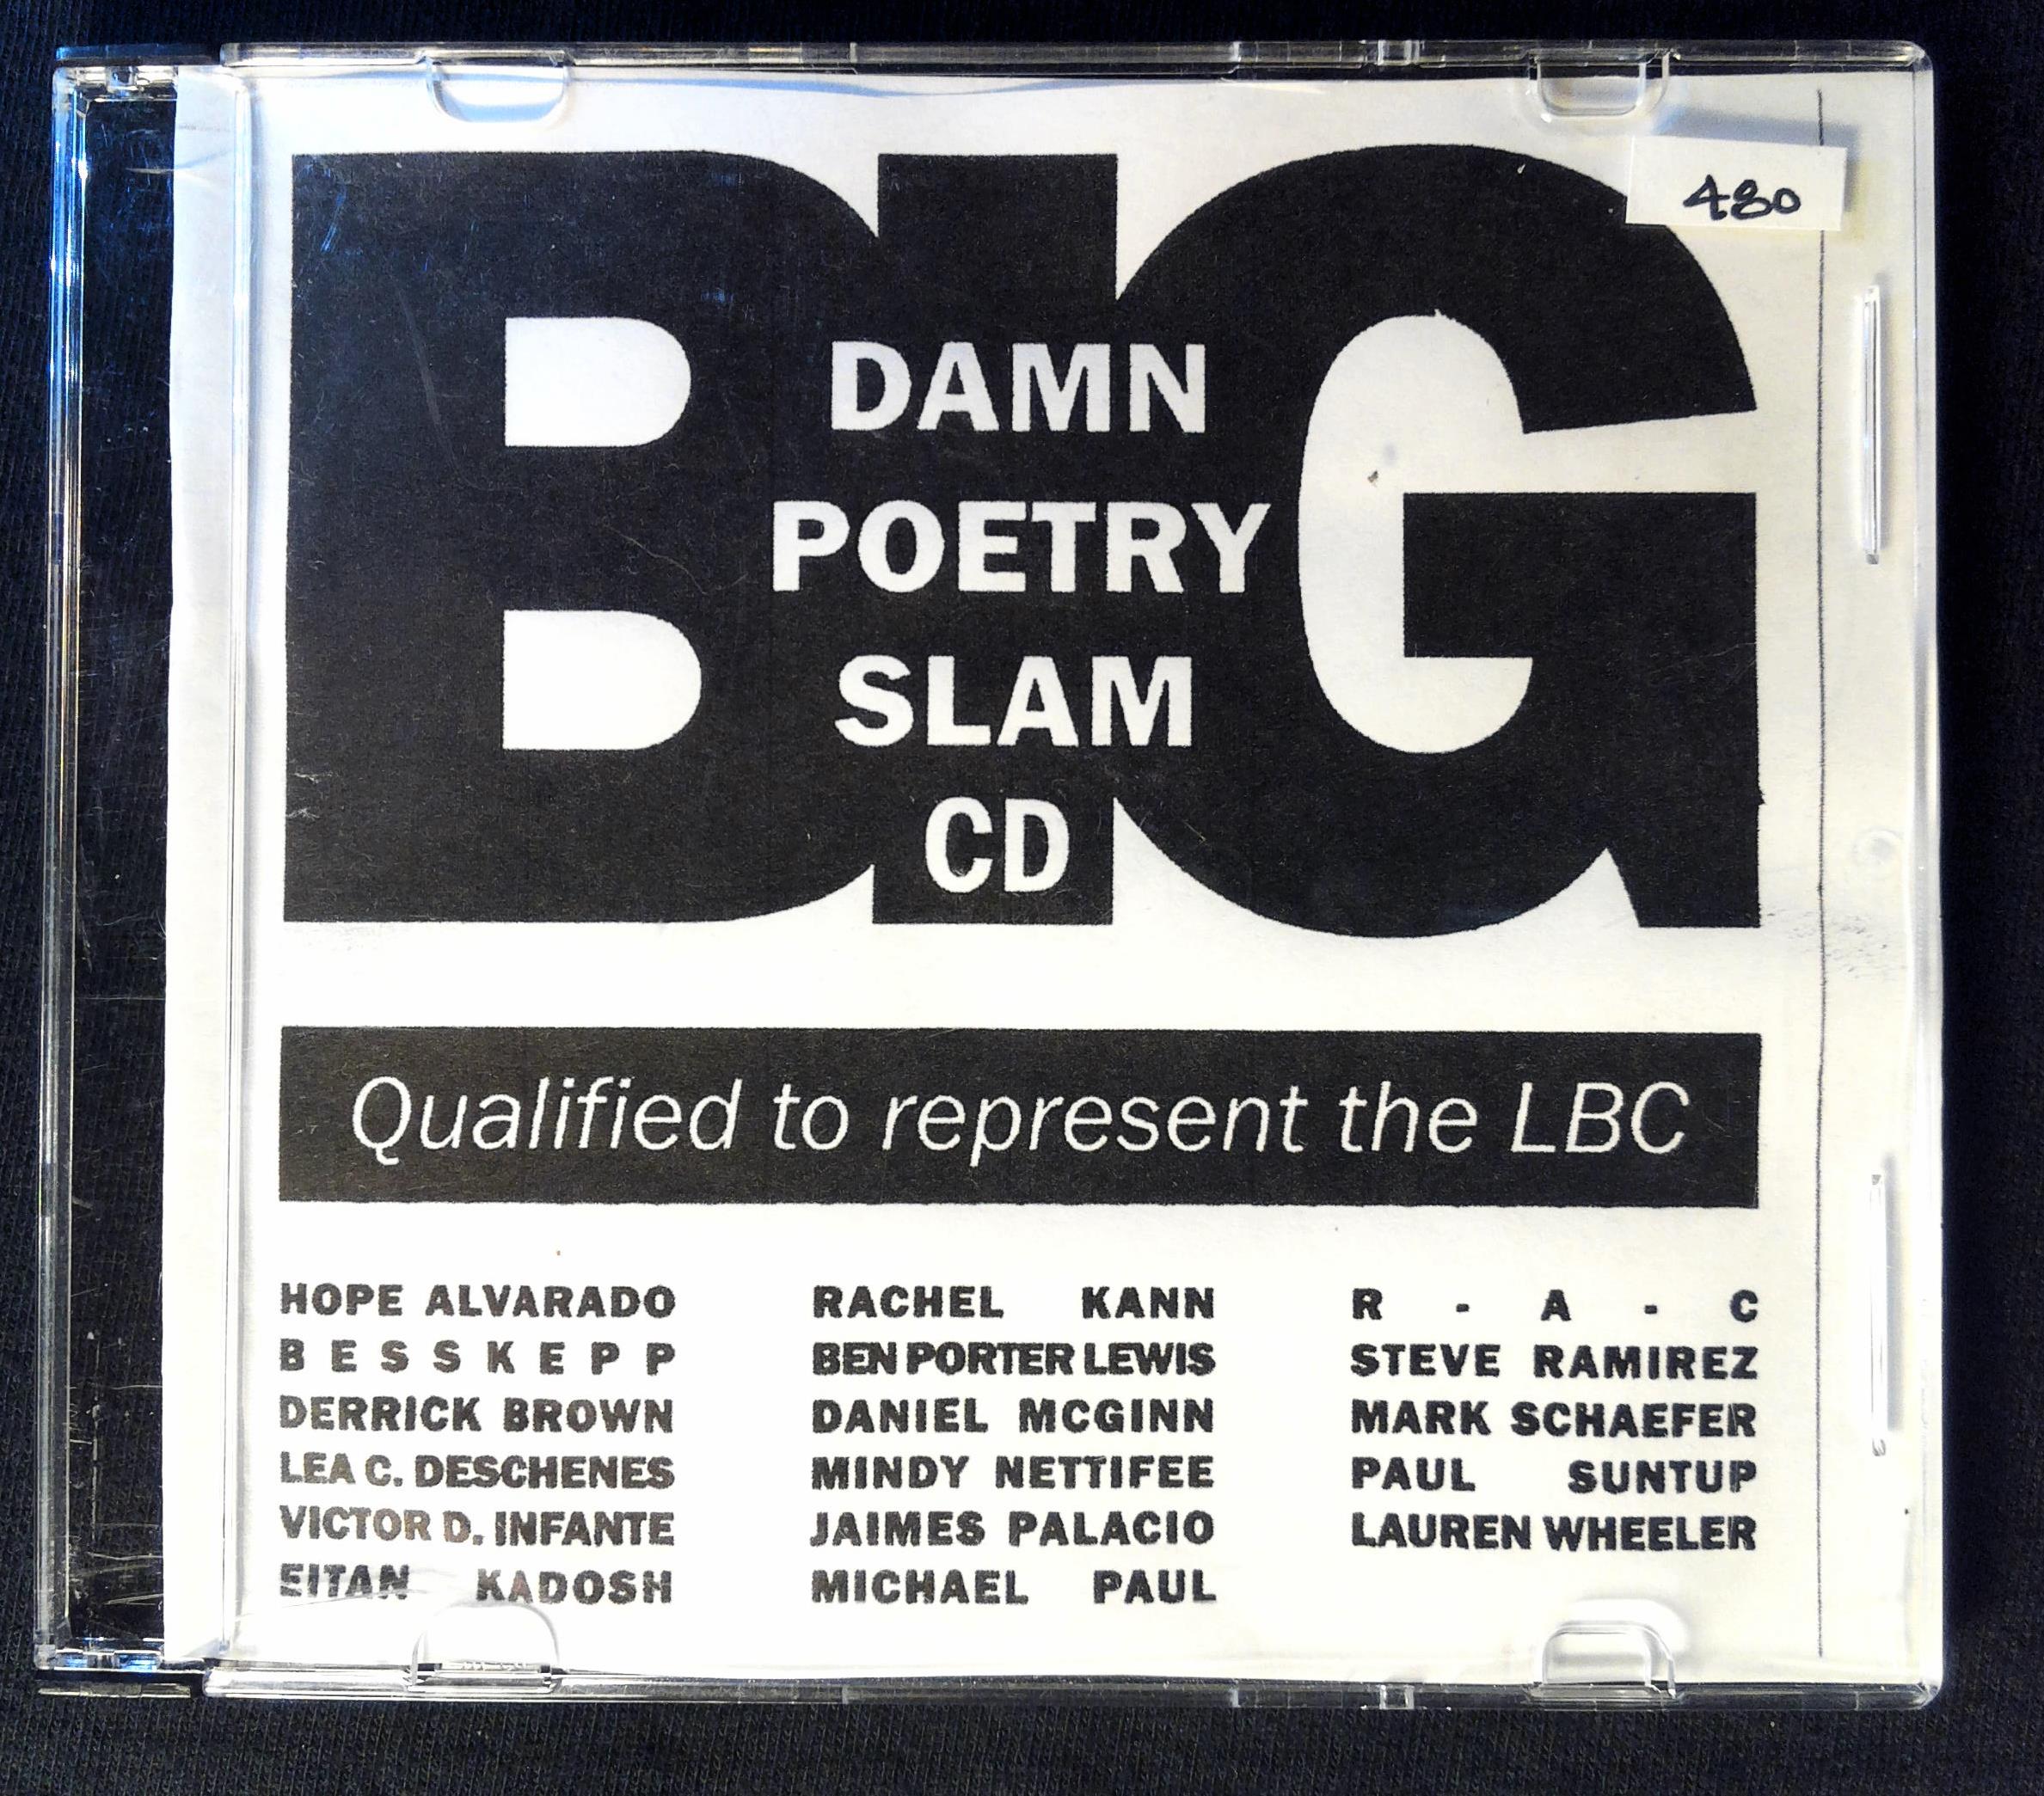 BIG
480
DAMN
POETRY
SLAM
CD
Qualified to represent the LBC
HOPE ALVARADO
BESSKEPP
DERRICK BROWN
LEA C. DESCHENES
VICTOR D. INFANTE
EITAN KADOSH
RACHEL KANN
BEN PORTER LEWIS
DANIEL MCGINN
MINDY NETTIFEE
JAIMES PALACIO
MICHAEL PAUL
R - A - C
STEVE RAMIREZ
MARK SCHAEFER
PAUL SUNTUP
LAUREN WHEELER